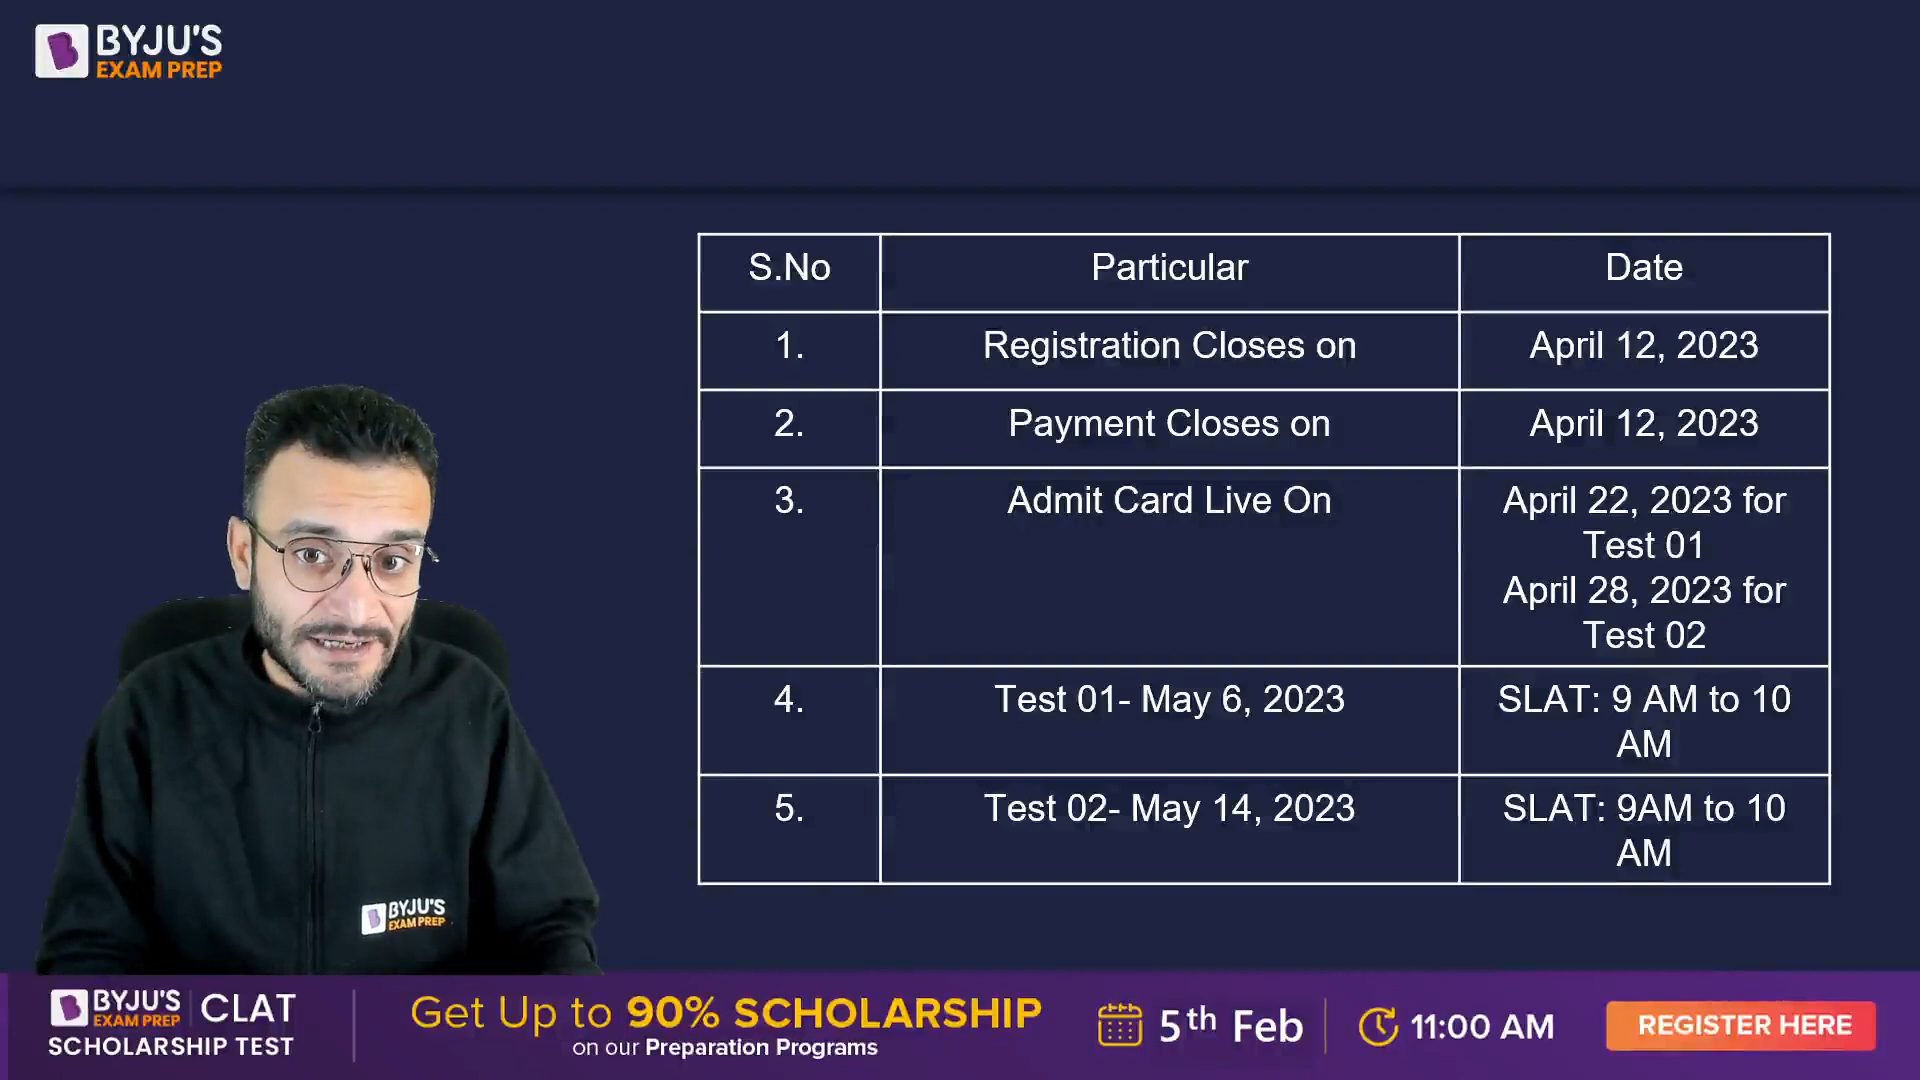 BYJU'S
EXAM PREP
S.No Particular Date
1. Registration Closes on April 12, 2023
2. Payment Closes on April 12, 2023
3. Admit Card Live On April 22, 2023 for
Test 01
April 28, 2023 for
Test 02
4. Test 01- May 6, 2023 SLAT: 9 AM to 10
AM
5. Test 02- May 14, 2023 SLAT: 9AM to 10
AM
BYJU'S
EXAM PREP
BYJU'S
EXAM PREP
CLAT
SCHOLARSHIP TEST
Get Up to 90% SCHOLARSHIP
on our Preparation Programs
5th Feb
11:00 AM
REGISTER HERE